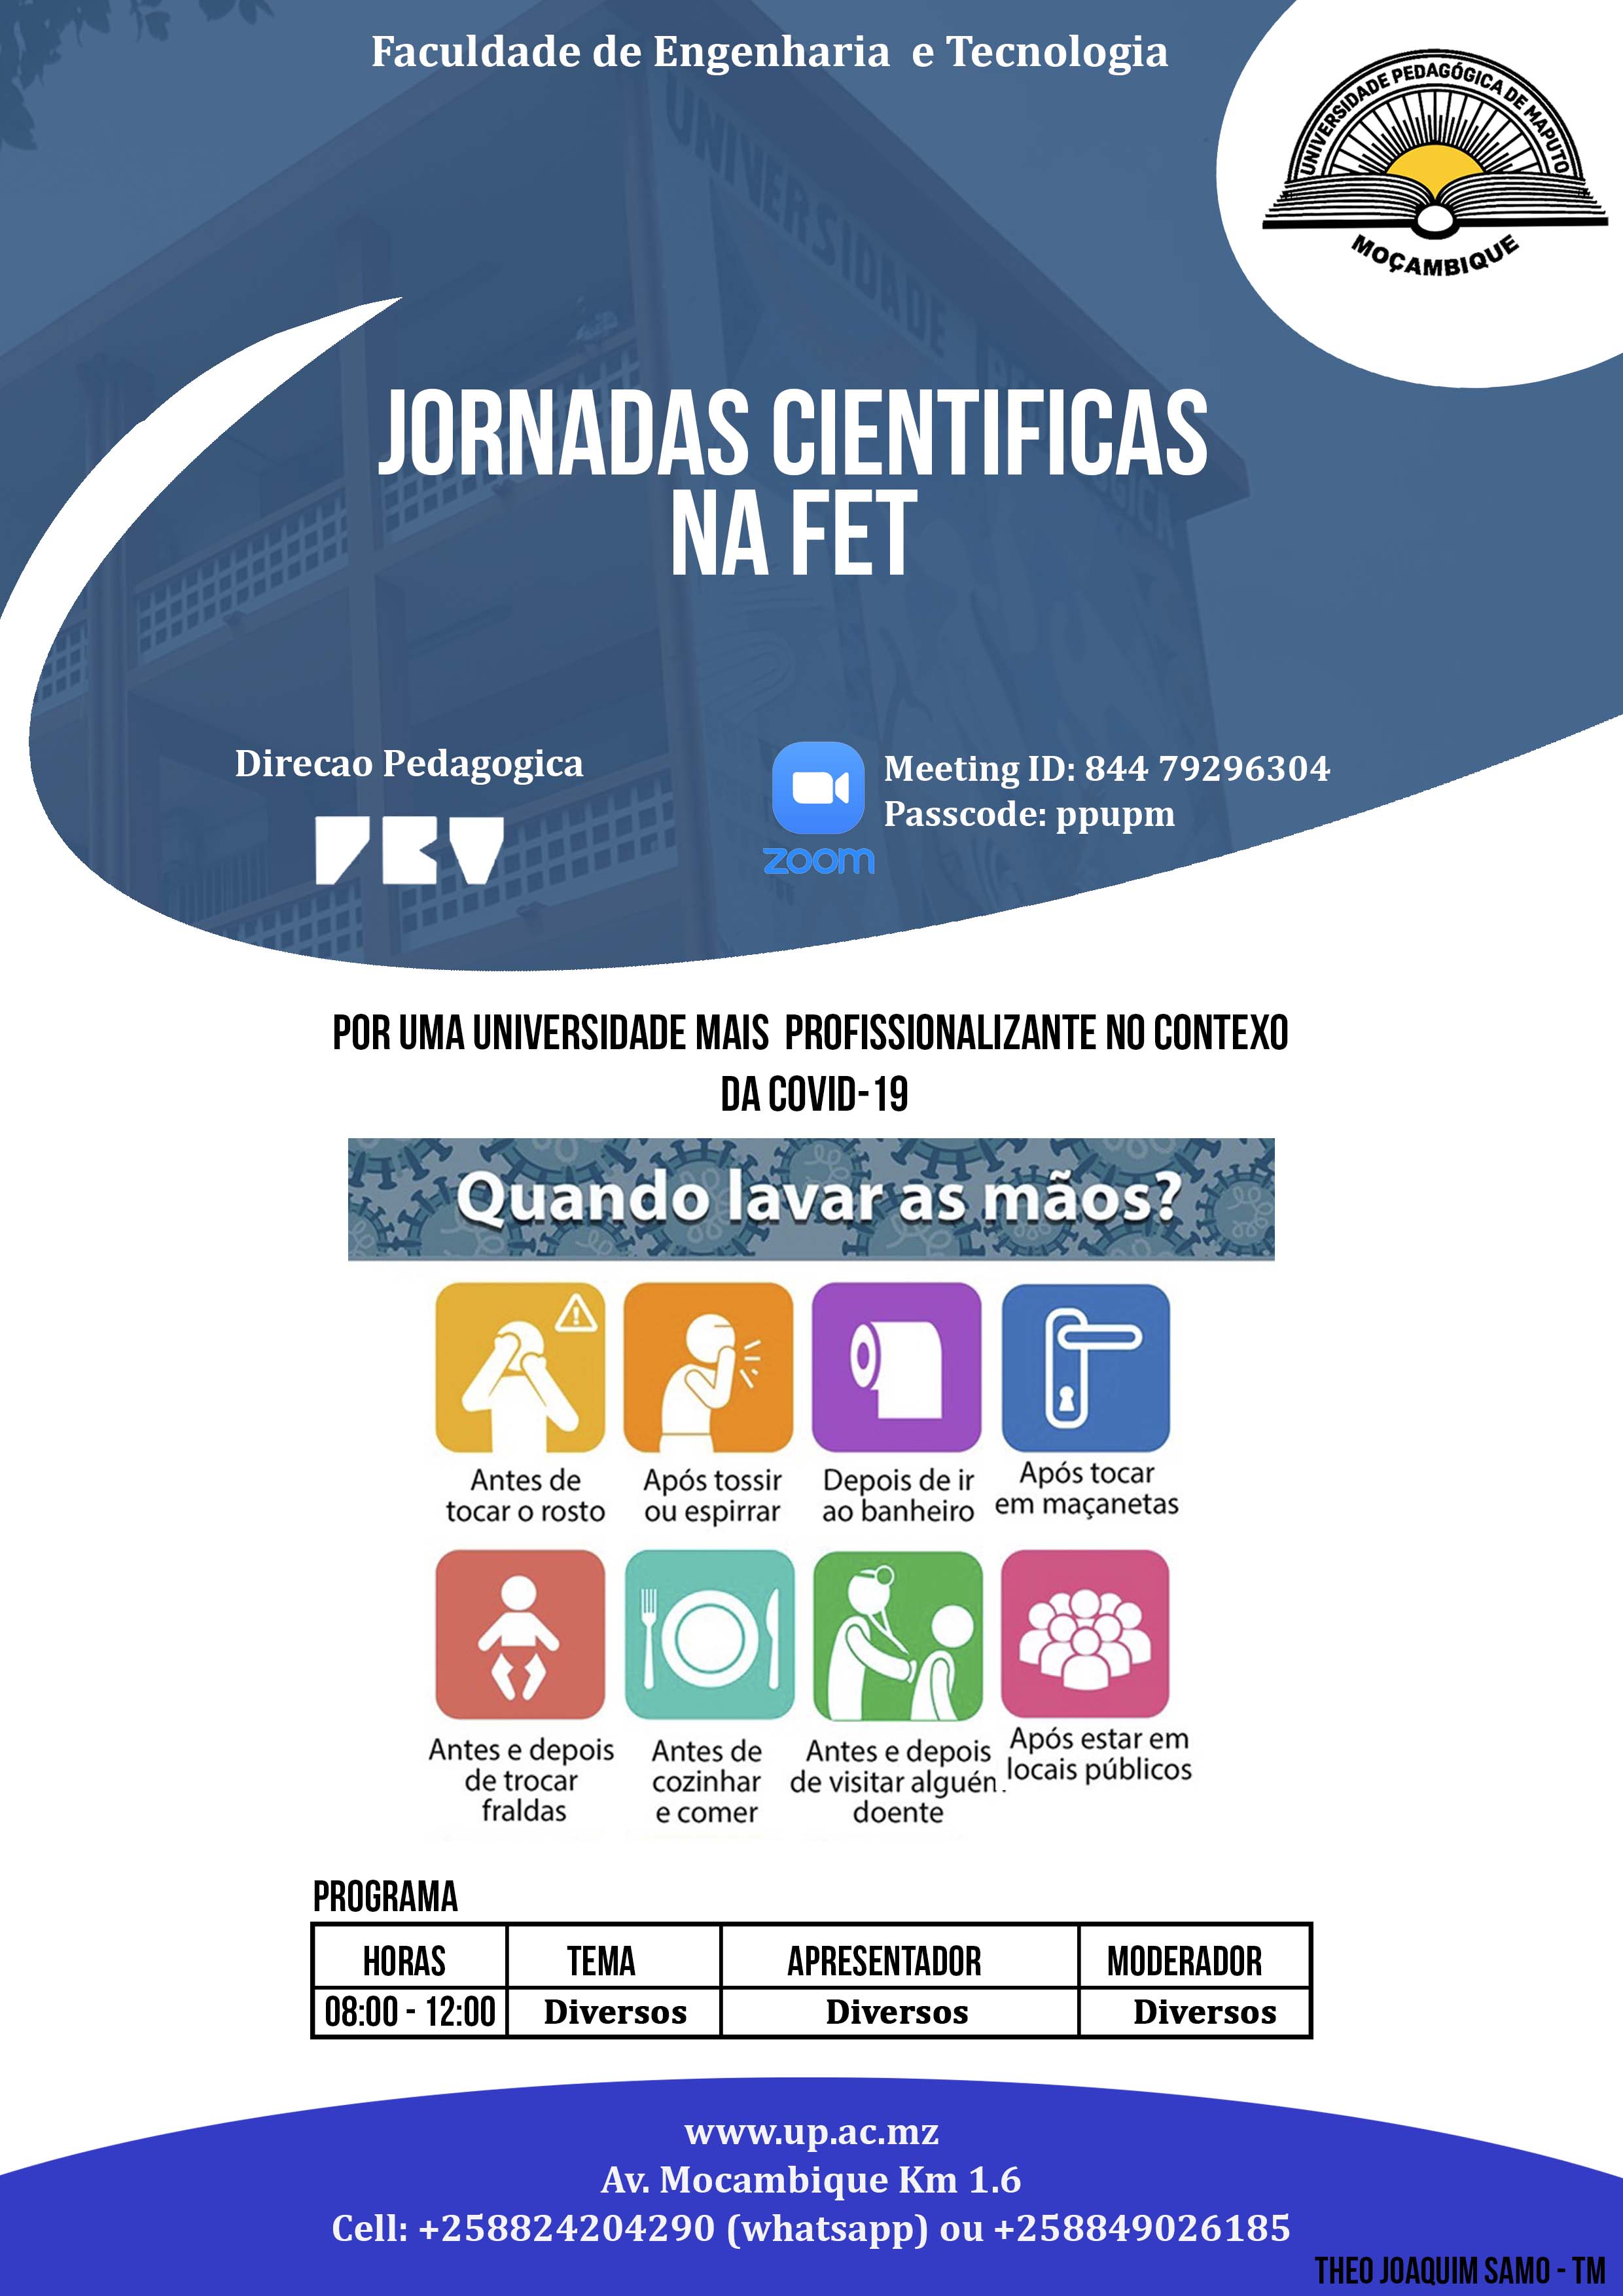 Faculdade de Engenharia e Tecnologia
UNIVERSIDADE PEDAGÓGICA DE MAPUTO
MOÇAMBIQUE
UNIVERSIDADE PEDAGÓGICA
JORNADAS CIENTIFICAS
NA FET
Direcao Pedagogica
zoom
Meeting ID: 844 79296304
Passcode: ppupm
POR UMA UNIVERSIDADE MAIS PROFISSIONALIZANTE NO CONTEXO
DA COVID-19
Quando lavar as mãos?
Antes de
tocar o rosto
Após tossir
ou espirrar
Depois de ir
ao banheiro
Após tocar
em maçanetas
Antes e depois
de trocar
fraldas
Antes de
cozinhar
e comer
Antes e depois
de visitar alguén.
doente
Após estar em
locais públicos
PROGRAMA
HORAS TEMA APRESENTADOR MODERADOR
08:00 - 12:00 Diversos Diversos Diversos
www.up.ac.mz
Av. Mocambique Km 1.6
Cell: +258824204290 (whatsapp) ou +258849026185
THEO JOAQUIM SAMO - TM